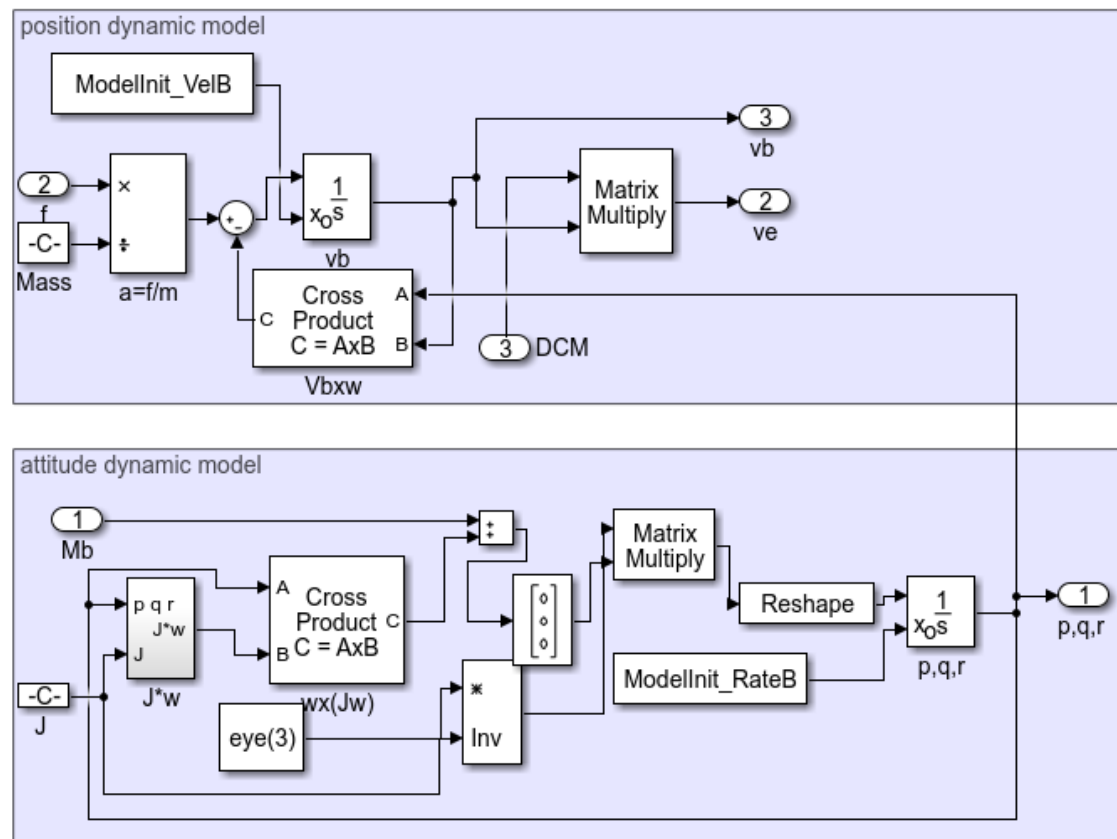 position dynamic model
ModelInit_VelB
2
f
-C-
Mass
×
÷
a=f/m
+
-
1
s
xo
vb
Cross
Product
C = AxB
A
B
C
Vbxw
Matrix
Multiply
3
DCM
3
vb
2
ve
attitude dynamic model
1
Mb
p q r
J*w
J
J*w
-C-
J
A
B
Cross
Product
C = AxB
C
wx(Jw)
eye(3)
+
+
*
Inv
Matrix
Multiply
Reshape
ModelInit_RateB
1
s
xo
p,q,r
1
p,q,r